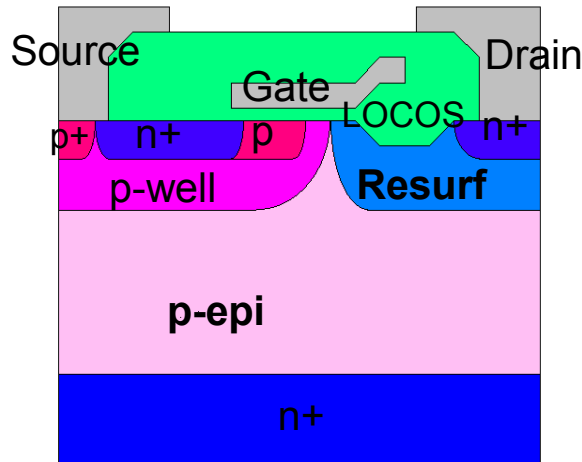 Source
Drain
Gate
LOCOS
p+
n+
p
n+
p-well
Resurf
p-epi
n+